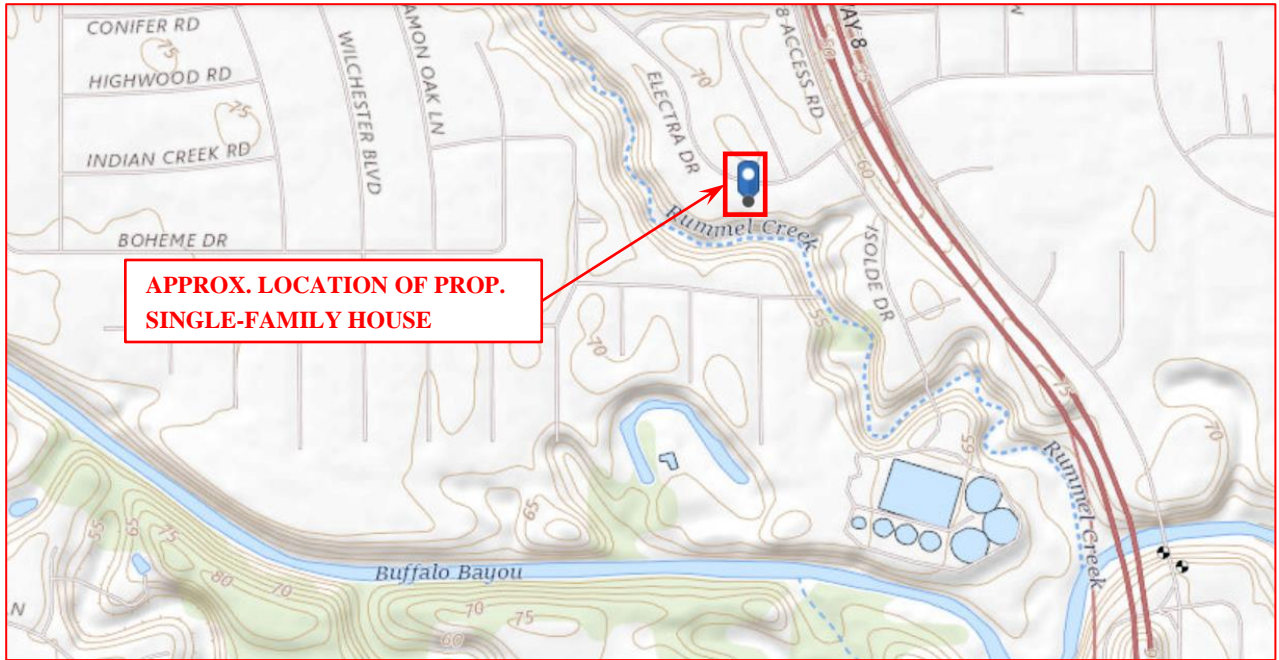 CONIFER RD
75
HIGHWOOD RD
75
INDIAN CREEK RD
BOHEME DR
WILCHESTER BLVD
AMON OAK LN
ELECTRA DR
70
8 ACCESS RD
WAY 8
50
75
W
60
Rummel Creek
ISOLDE DR
APPROX. LOCATION OF PROP.
SINGLE-FAMILY HOUSE
55
70
75
70
65
65
Rummel Creek
55
65
75
80
70
Buffalo Bayou
70
75
60
N